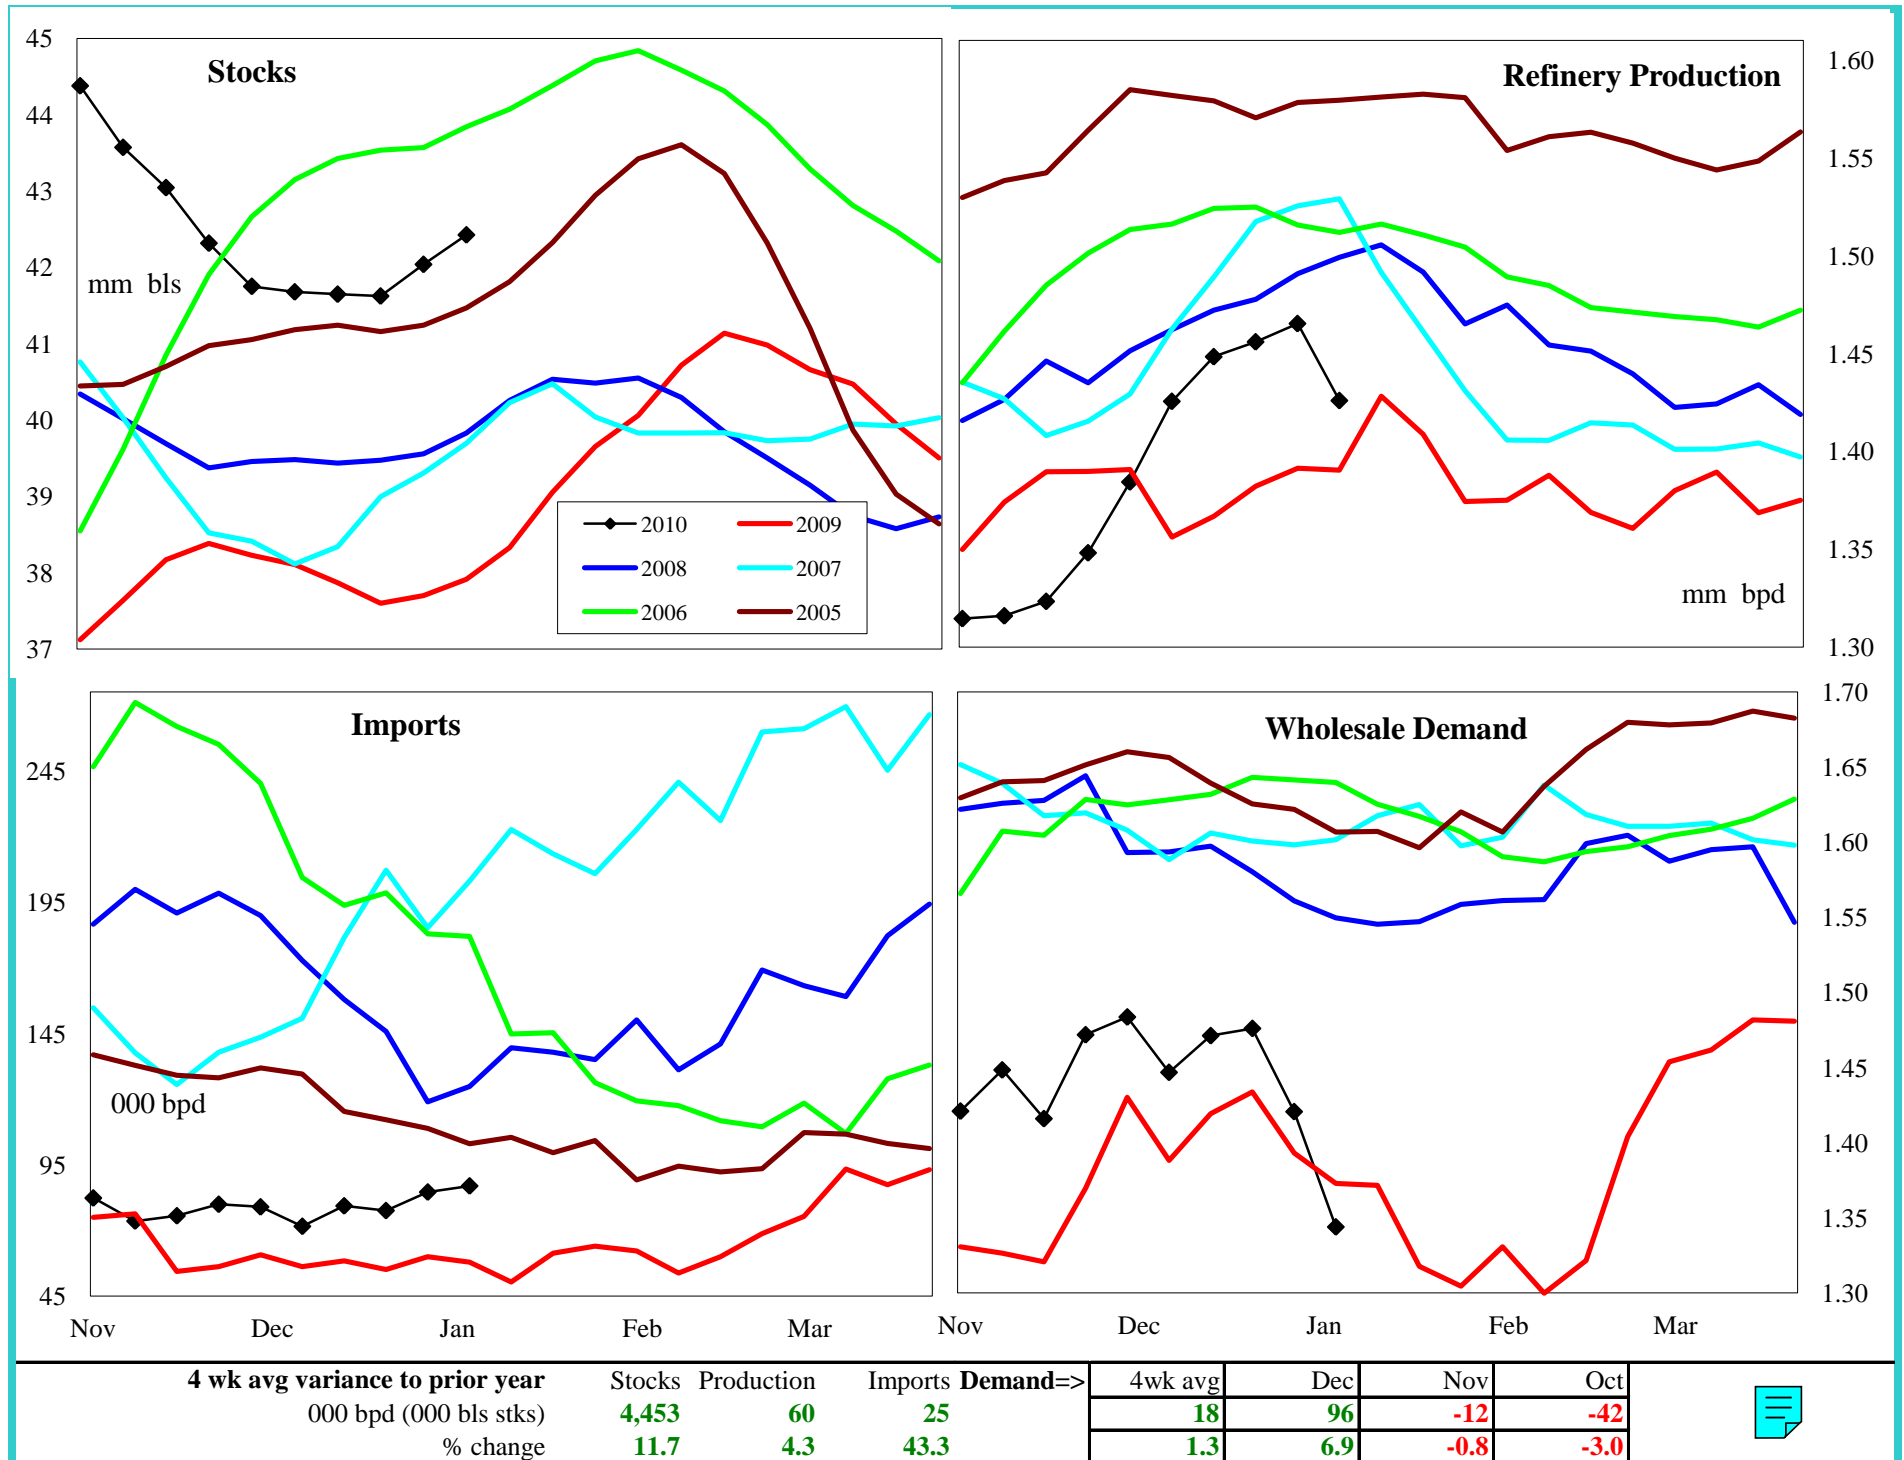 Stocks
45
44
43
42
41
40
39
38
37
mm bls
2010 2009
2008 2007
2006 2005
Refinery Production
1.60
1.55
1.50
1.45
1.40
1.35
1.30
mm bpd
Imports
245
195
145
95
45
000 bpd
Nov Dec Jan Feb Mar
Wholesale Demand
1.70
1.65
1.60
1.55
1.50
1.45
1.40
1.35
1.30
Nov Dec Jan Feb Mar
4 wk avg variance to prior year Stocks Production Imports Demand=> 4wk avg Dec Nov Oct
000 bpd (000 bls stks) 4,453 60 25 18 96 -12 -42
% change 11.7 4.3 43.3 1.3 6.9 -0.8 -3.0